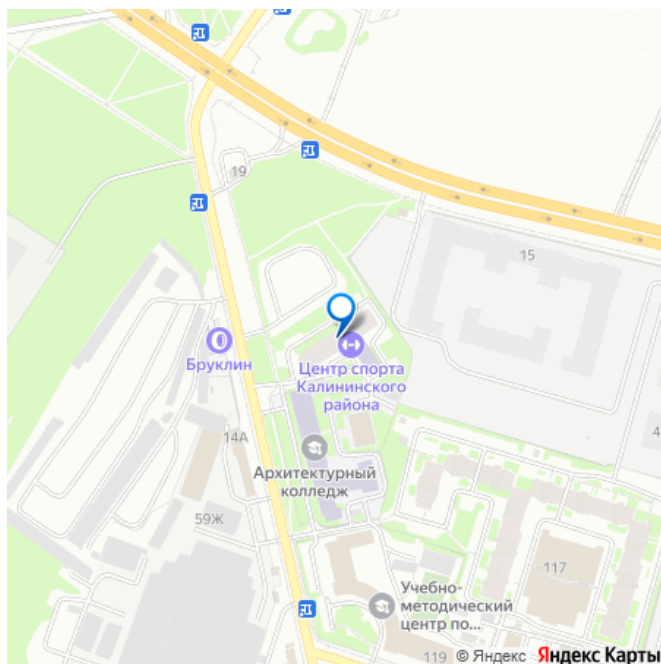 19
15
Бруклин
Центр спорта
Калининского
района
14А
Архитектурный
колледж
4
59Ж
117
Учебно-
методический
центр по...
119
© Яндекс Яндекс Карты